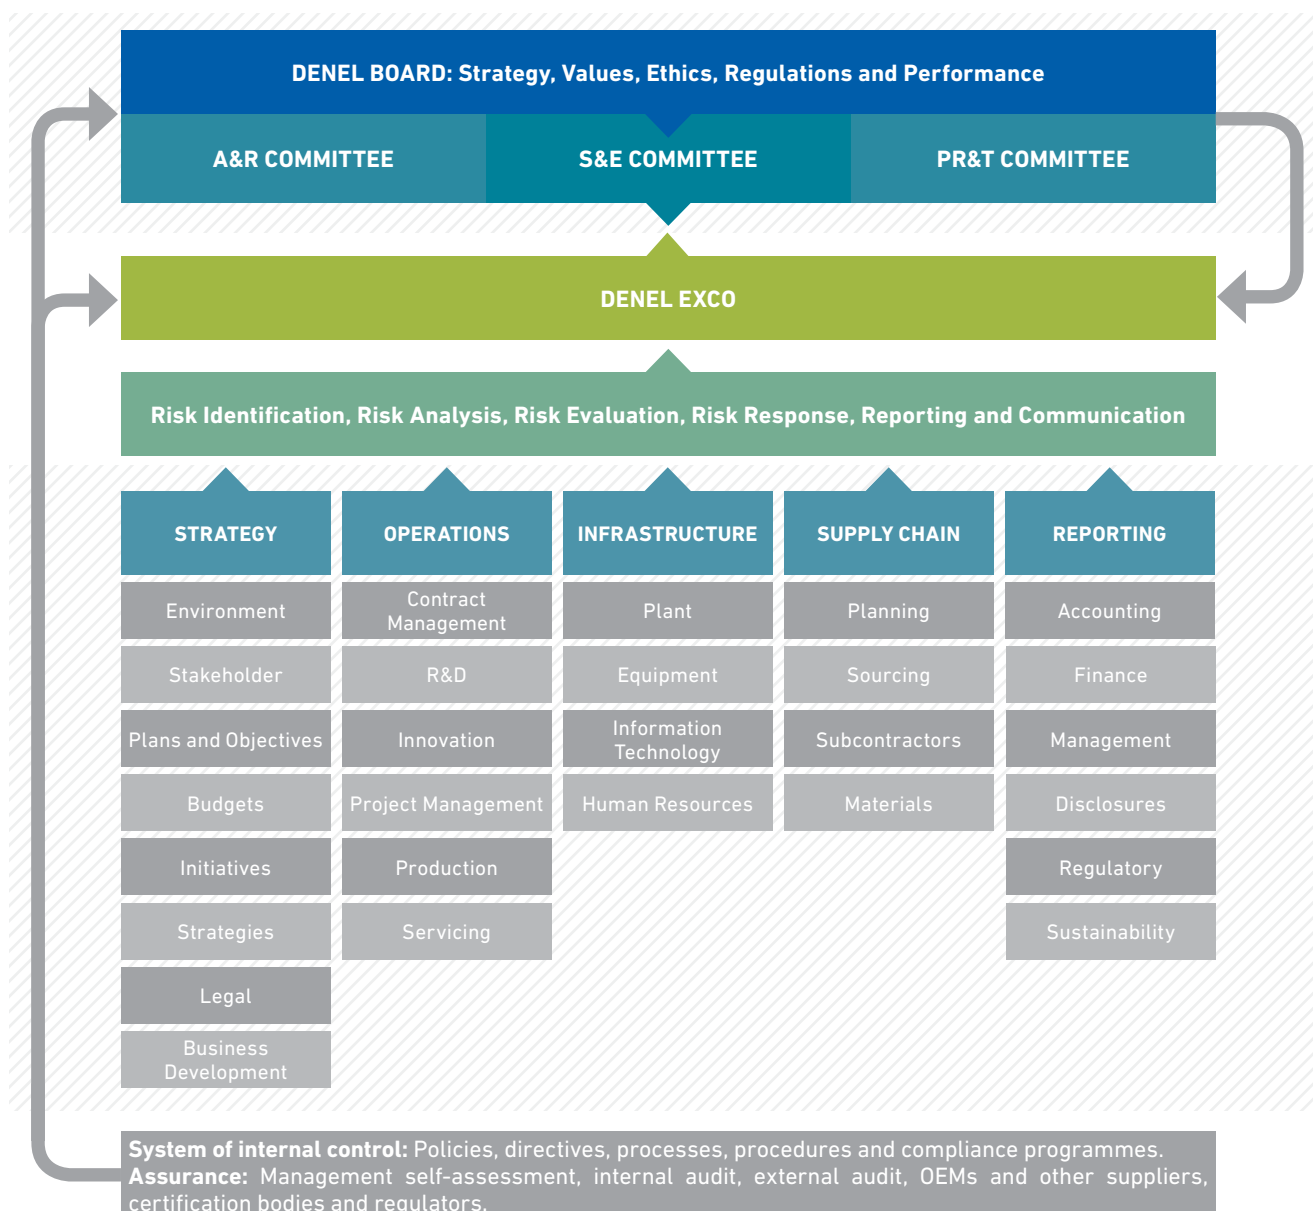 DENEL BOARD: Strategy, Values, Ethics, Regulations and Performance
A&R COMMITTEE
S&E COMMITTEE
PR&T COMMITTEE
DENEL EXCO
Risk Identification, Risk Analysis, Risk Evaluation, Risk Response, Reporting and Communication
STRATEGY
Environment
Stakeholder
Plans and Objectives
Budgets
Initiatives
Strategies
Legal
Business
Development
OPERATIONS
Contract
Management
R&D
Innovation
Project Management
Production
Servicing
INFRASTRUCTURE
Plant
Equipment
Information
Technology
Human Resources
SUPPLY CHAIN
Planning
Sourcing
Subcontractors
Materials
REPORTING
Accounting
Finance
Management
Disclosures
Regulatory
Sustainability
System of internal control: Policies, directives, processes, procedures and compliance programmes.
Assurance: Management self-assessment, internal audit, external audit, OEMs and other suppliers,
certification bodies and regulators.